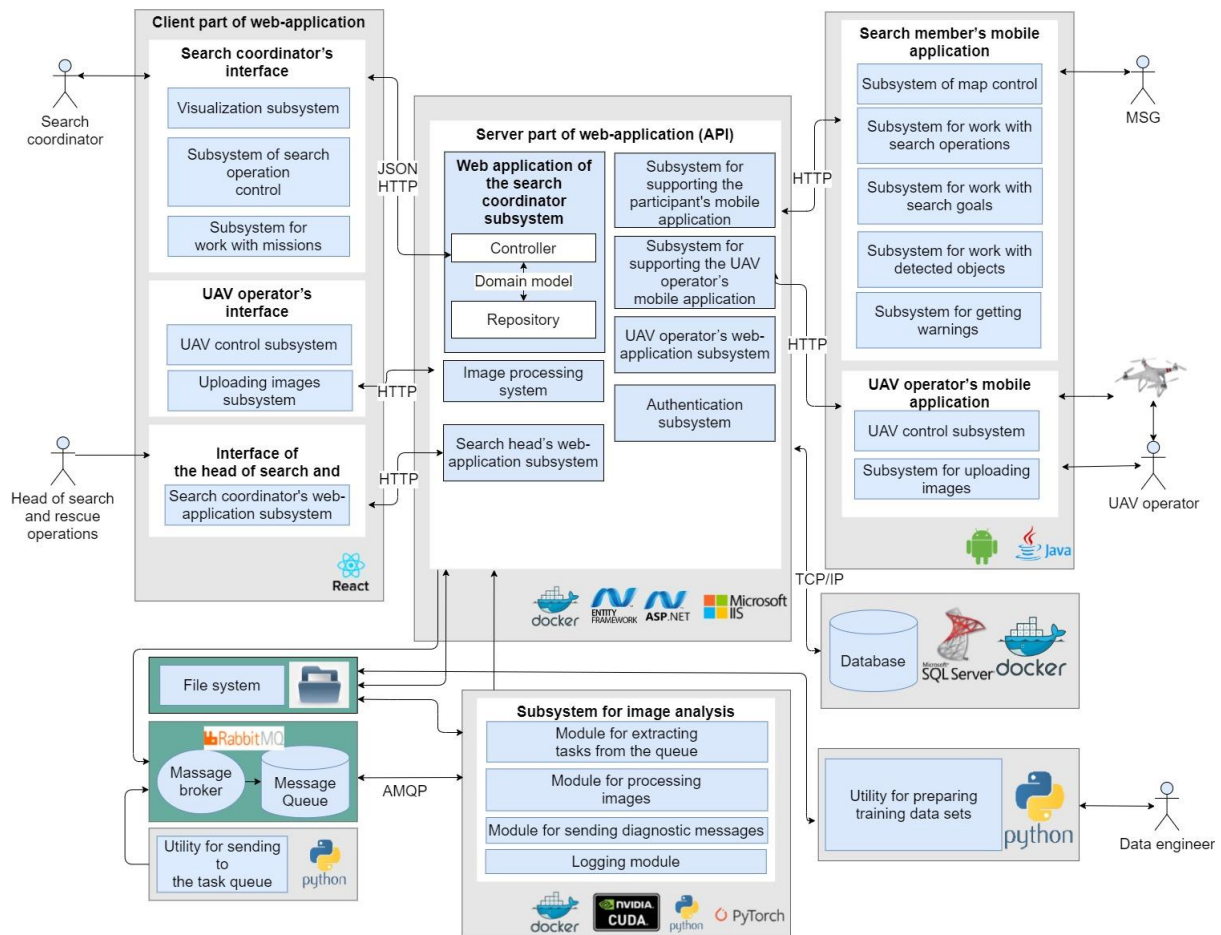 Client part of web-application
Search coordinator's
interface
Visualization subsystem
Subsystem of search
operation
control
Subsystem for
work with missions
UAV operator's
interface
UAV control subsystem
Uploading images
subsystem
Interface of
the head of search and
Search coordinator's web-
application subsystem
React
Search
coordinator
Head of search
and rescue
operations
JSON
HTTP
HTTP
HTTP
Server part of web-application (API)
Web application of
the search
coordinator
subsystem
Controller
Domain model
Repository
Image processing
system
Search head's web-
application subsystem
Subsystem for
supporting the
participant's mobile
application
Subsystem for
supporting the UAV
operator's
mobile application
UAV operator's web-
application subsystem
Authentication
subsystem
docker
ENTITY
FRAMEWORK
ASP.NET
Microsoft
IIS
HTTP
HTTP
TCP/IP
Search member's mobile
application
Subsystem of map control
Subsystem for work with
search operations
Subsystem for work with
search goals
Subsystem for work with
detected objects
Subsystem for getting
warnings
UAV operator's mobile
application
UAV control subsystem
Subsystem for uploading
images
Java
MSG
UAV operator
Database
Microsoft
SQL Server
docker
File system
RabbitMQ
Massage
broker
Message
Queue
AMQP
Utility for sending
to
the task queue
python
Subsystem for image analysis
Module for extracting
tasks from the queue
Module for processing
images
Module for sending diagnostic messages
Logging module
docker
NVIDIA.
CUDA.
python
PyTorch
Utility for preparing
training data sets
python
Data engineer